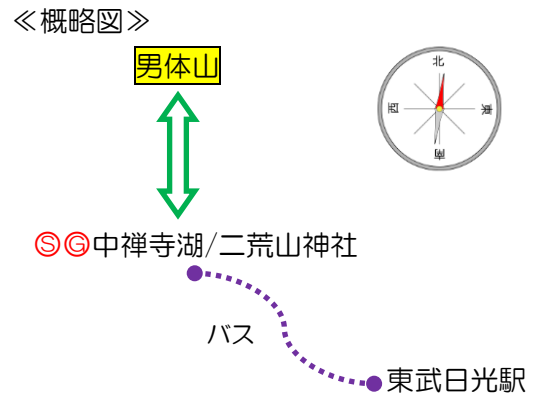 ≪概略図≫
男体山
北
西
東
南
ⓈⒼ中禅寺湖/二荒山神社
バス
東武日光駅